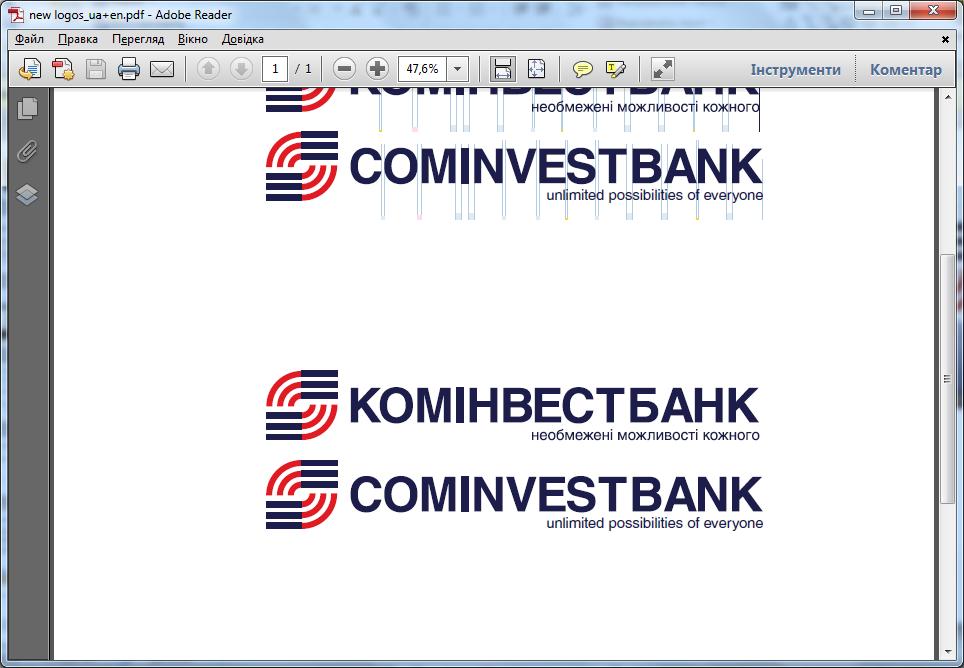 new logos_ua+en.pdf - Adobe Reader
Файл Правка Перегляд Вікно Довідка
1 / 1 47,6% Інструменти Коментар
КОМІНВЕСТБАНК
необмежені можливості кожного
COMINVESTBANK
unlimited possibilities of everyone
КОМІНВЕСТБАНК
необмежені можливості кожного
COMINVESTBANK
unlimited possibilities of everyone